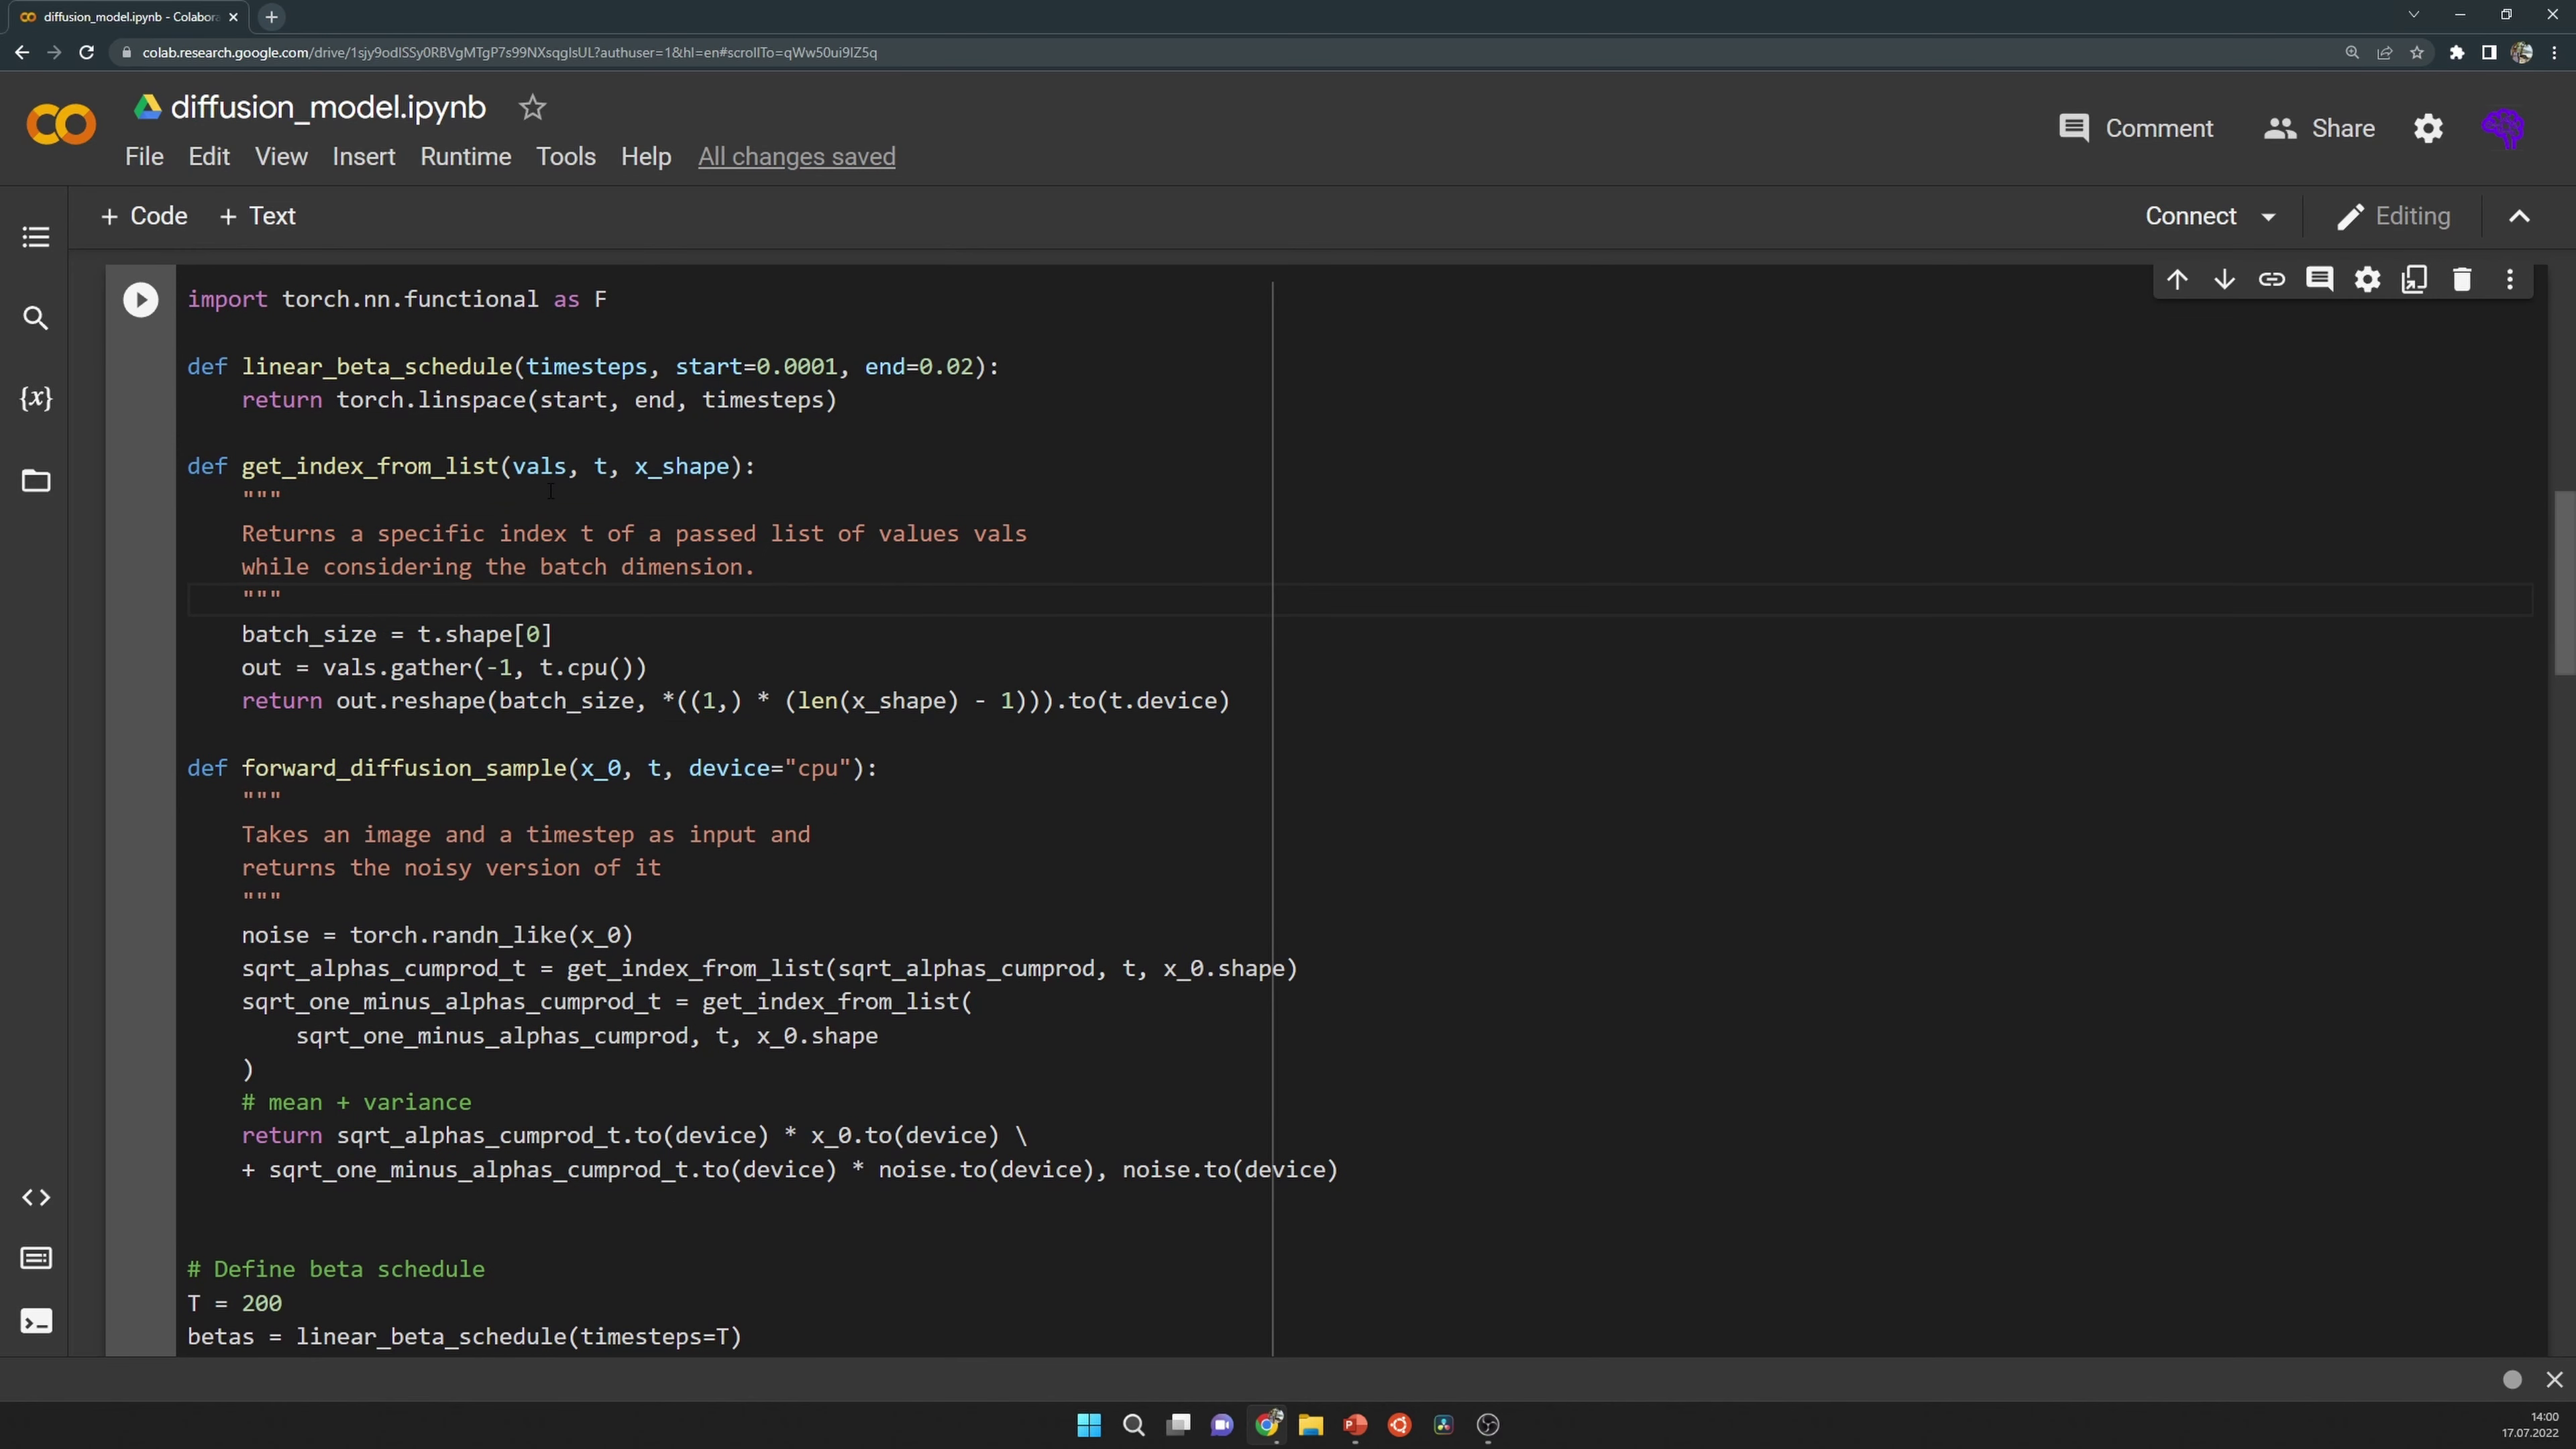 diffusion_model.ipynb - Colabora
colab.research.google.com/drive/1sjy9odlSSy0RBVgMTgP7s99NXsqglsUL?authuser=1&hl=en#scrollTo=qWw50ui9IZ5q
diffusion_model.ipynb
Comment
Share
File Edit View Insert Runtime Tools Help All changes saved
+ Code + Text
Connect
Editing
import torch.nn.functional as F
def linear_beta_schedule(timesteps, start=0.0001, end=0.02):
    return torch.linspace(start, end, timesteps)
def get_index_from_list(vals, t, x_shape):
    """
    Returns a specific index t of a passed list of values vals
    while considering the batch dimension.
    """
    batch_size = t.shape[0]
    out = vals.gather(-1, t.cpu())
    return out.reshape(batch_size, *((1,) * (len(x_shape) - 1))).to(t.device)
def forward_diffusion_sample(x_0, t, device="cpu"):
    """
    Takes an image and a timestep as input and
    returns the noisy version of it
    """
    noise = torch.randn_like(x_0)
    sqrt_alphas_cumprod_t = get_index_from_list(sqrt_alphas_cumprod, t, x_0.shape)
    sqrt_one_minus_alphas_cumprod_t = get_index_from_list(
        sqrt_one_minus_alphas_cumprod, t, x_0.shape
    )
    # mean + variance
    return sqrt_alphas_cumprod_t.to(device) * x_0.to(device) \
    + sqrt_one_minus_alphas_cumprod_t.to(device) * noise.to(device), noise.to(device)
# Define beta schedule
T = 200
betas = linear_beta_schedule(timesteps=T)
14:00
17.07.2022